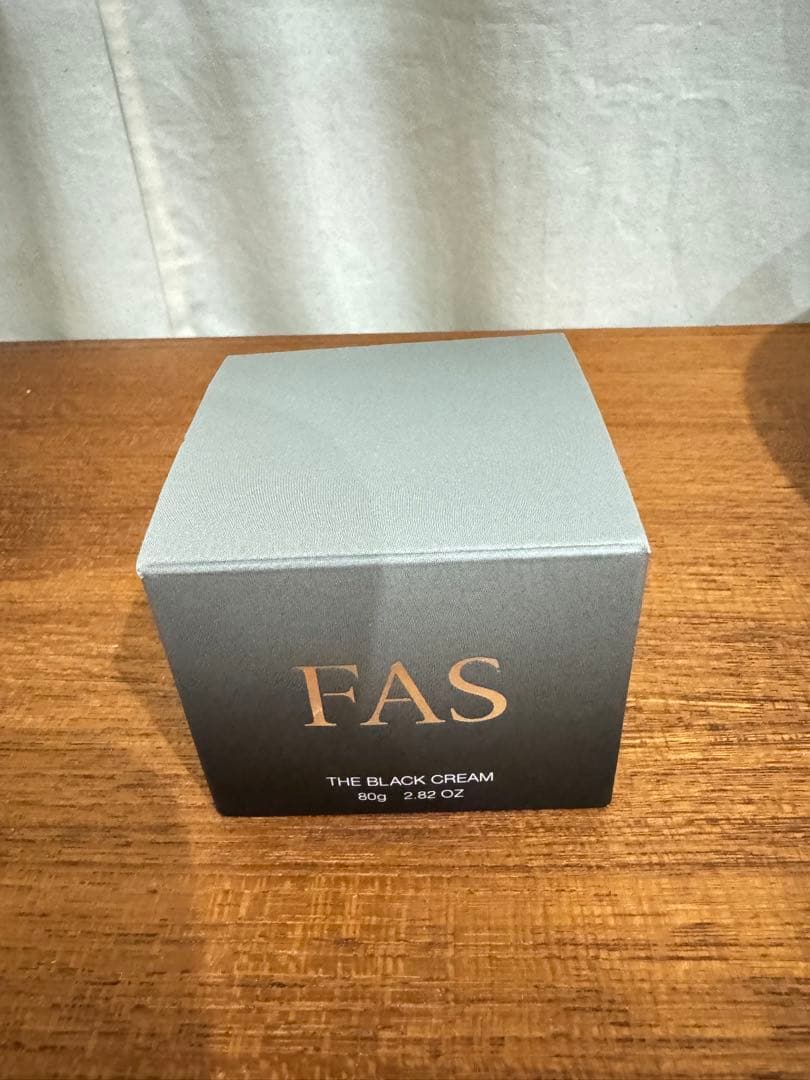 FAS
THE BLACK CREAM
80g 2.82 OZ